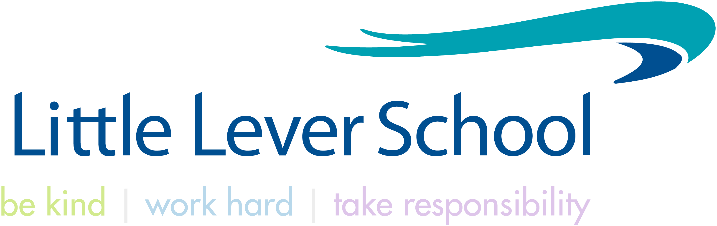 Little Lever School
be kind | work hard | take responsibility